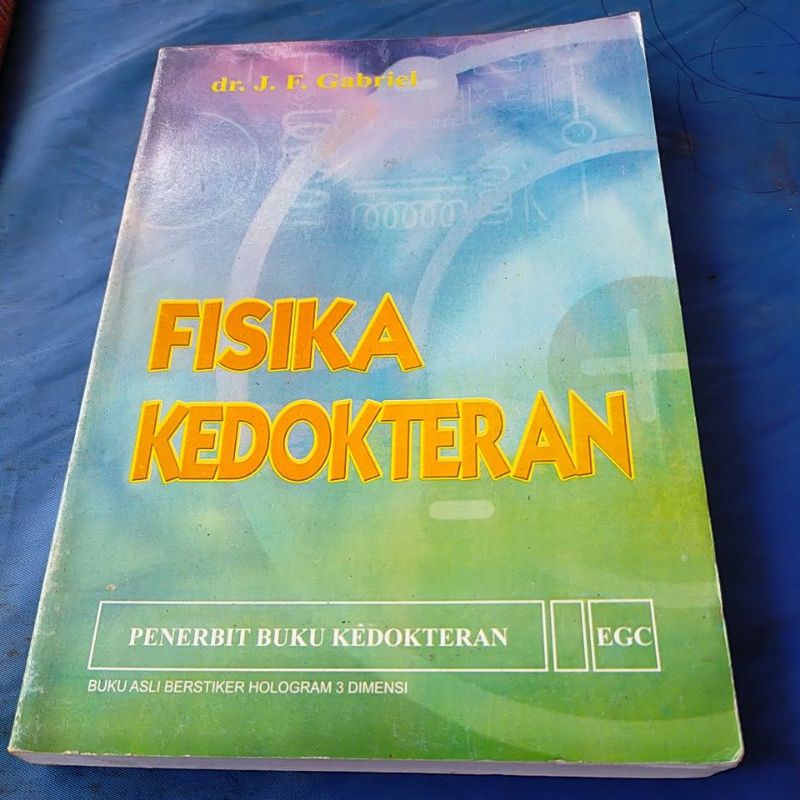 dr. J. F. Gabriel
FISIKA
KEDOKTERAN
PENERBIT BUKU KEDOKTERAN
EGC
BUKU ASLI BERSTIKER HOLOGRAM 3 DIMENSI